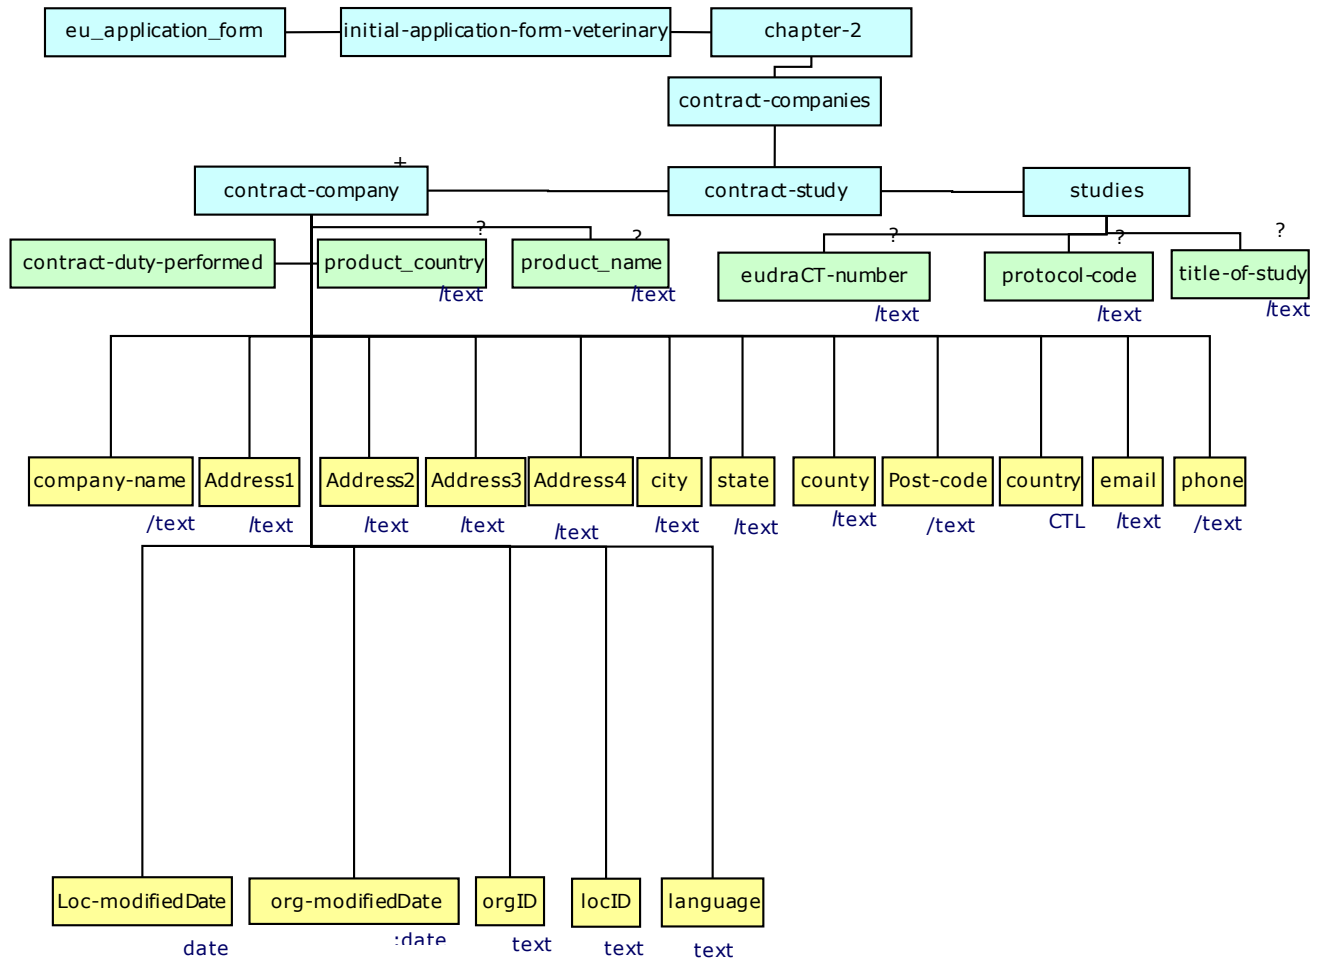 eu_application_form
initial-application-form-veterinary
chapter-2
contract-companies
+
contract-company
contract-study
studies
?
?
?
?
?
contract-duty-performed
product_country
product_name
eudraCT-number
protocol-code
title-of-study
/text
/text
/text
/text
/text
company-name
Address1
Address2
Address3
Address4
city
state
county
Post-code
country
email
phone
/text
/text
/text
/text
/text
/text
/text
/text
/text
CTL
/text
/text
Loc-modifiedDate
org-modifiedDate
orgID
locID
language
date
:date
text
text
text